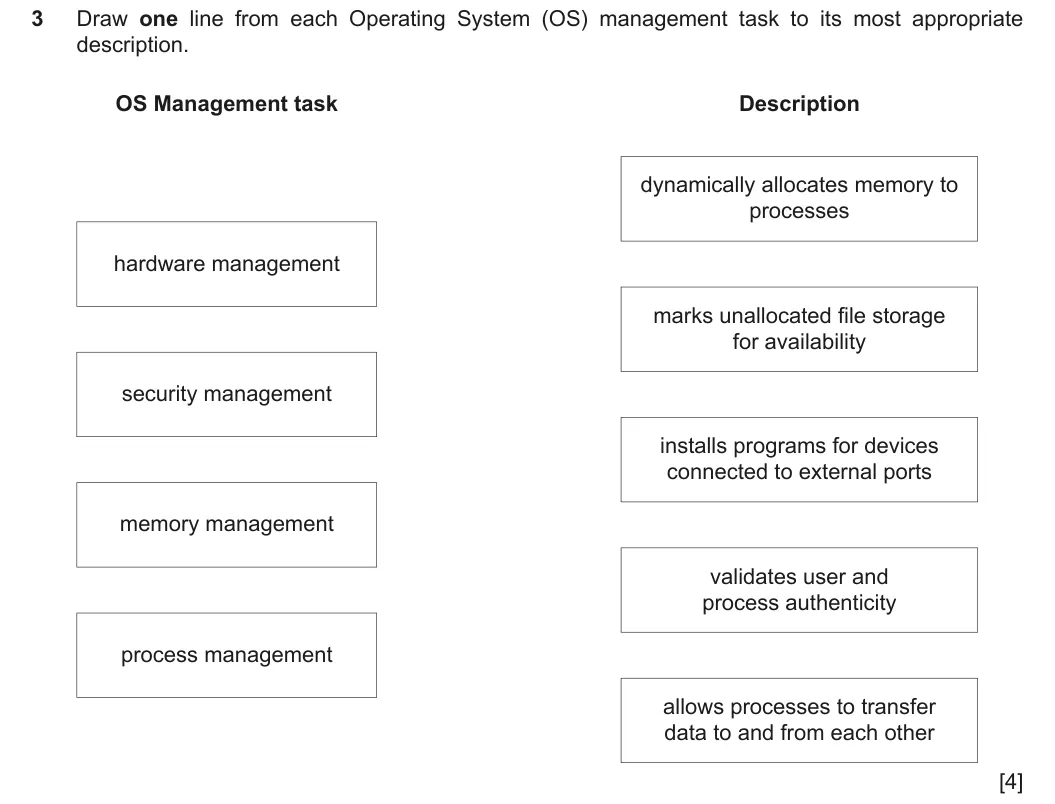 3 Draw one line from each Operating System (OS) management task to its most appropriate
description.
OS Management task
Description
hardware management
security management
memory management
process management
dynamically allocates memory to
processes
marks unallocated file storage
for availability
installs programs for devices
connected to external ports
validates user and
process authenticity
allows processes to transfer
data to and from each other
[4]